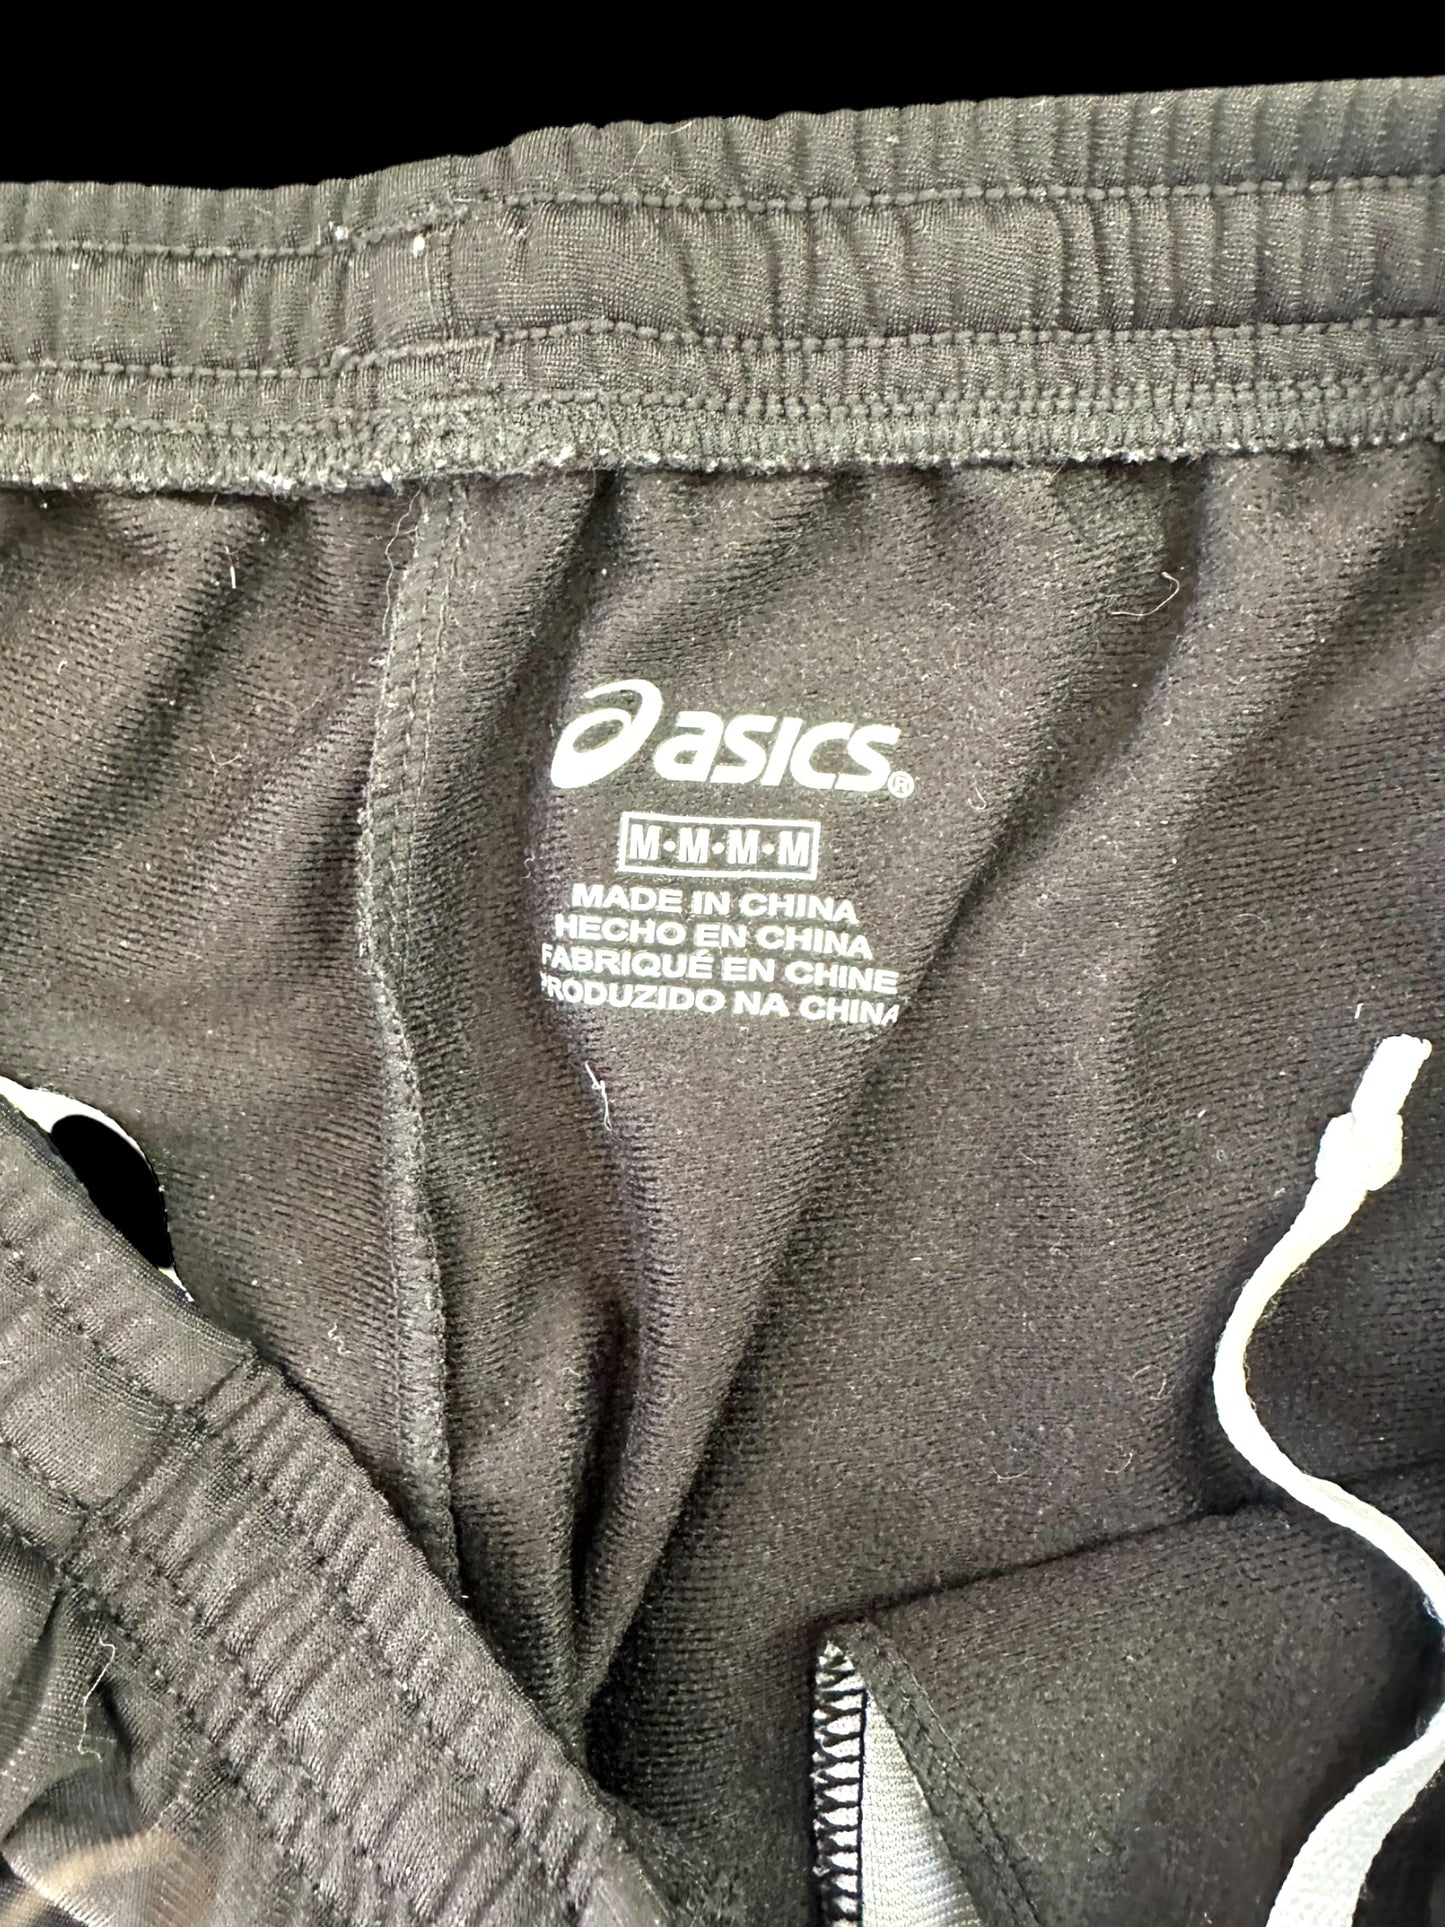 asics®
M·M·M·M
MADE IN CHINA
HECHO EN CHINA
FABRIQUÉ EN CHINE
PRODUZIDO NA CHINA